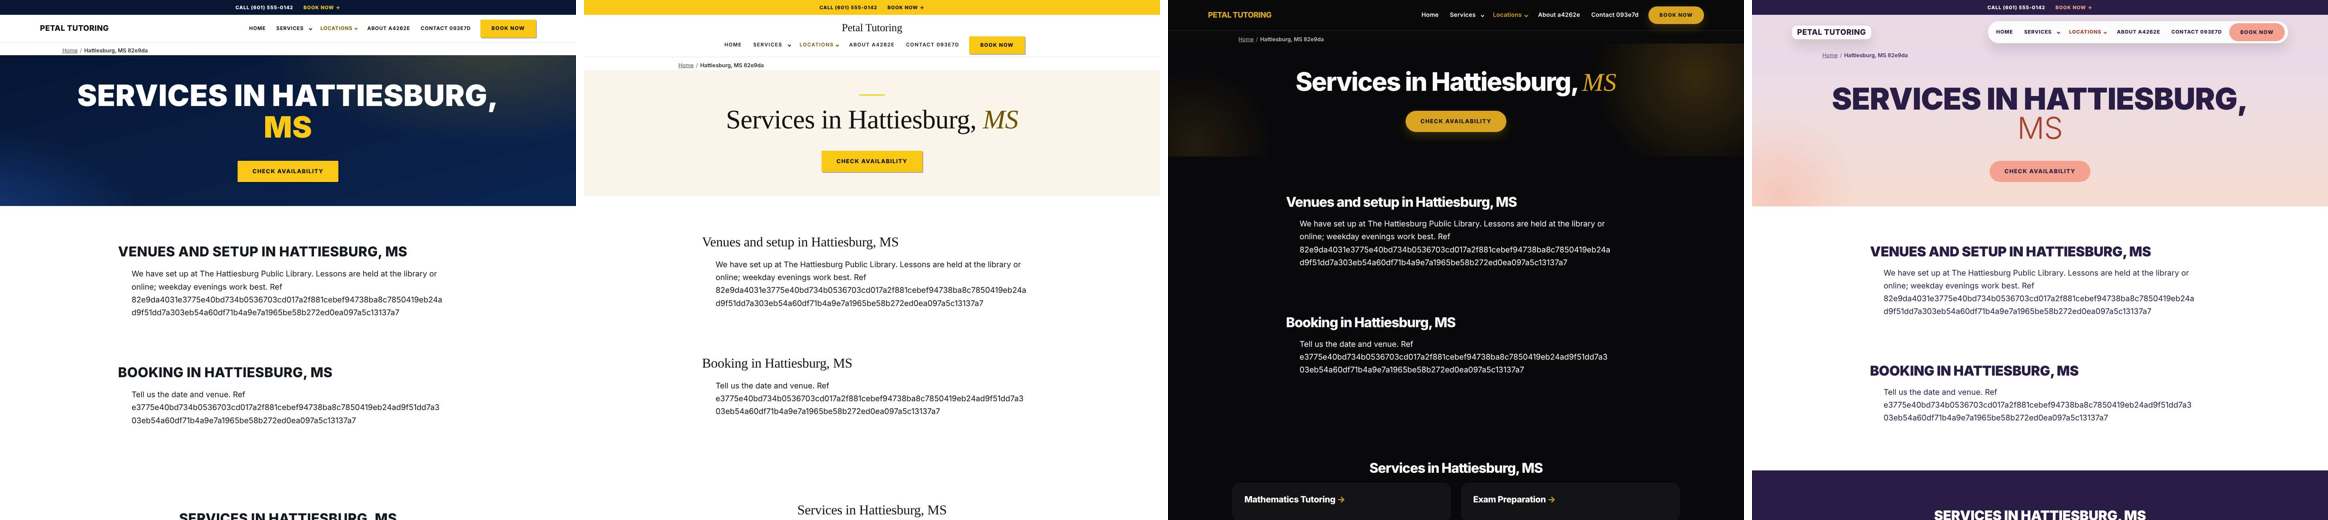 CALL (601) 555-0142 BOOK NOW →
PETAL TUTORING HOME SERVICES LOCATIONS ABOUT A4262E CONTACT 093E7D BOOK NOW
Home / Hattiesburg, MS 82e9da
SERVICES IN HATTIESBURG,
MS
CHECK AVAILABILITY
VENUES AND SETUP IN HATTIESBURG, MS
We have set up at The Hattiesburg Public Library. Lessons are held at the library or
online; weekday evenings work best. Ref
82e9da4031e3775e40bd734b0536703cd017a2f881cebef94738ba8c7850419eb24a
d9f51dd7a303eb54a60df71b4a9e7a1965be58b272ed0ea097a5c13137a7
BOOKING IN HATTIESBURG, MS
Tell us the date and venue. Ref
e3775e40bd734b0536703cd017a2f881cebef94738ba8c7850419eb24ad9f51dd7a3
03eb54a60df71b4a9e7a1965be58b272ed0ea097a5c13137a7
SERVICES IN HATTIESBURG, MS
CALL (601) 555-0142 BOOK NOW →
Petal Tutoring
HOME SERVICES LOCATIONS ABOUT A4262E CONTACT 093E7D BOOK NOW
Home / Hattiesburg, MS 82e9da
Services in Hattiesburg, MS
CHECK AVAILABILITY
Venues and setup in Hattiesburg, MS
We have set up at The Hattiesburg Public Library. Lessons are held at the library or
online; weekday evenings work best. Ref
82e9da4031e3775e40bd734b0536703cd017a2f881cebef94738ba8c7850419eb24a
d9f51dd7a303eb54a60df71b4a9e7a1965be58b272ed0ea097a5c13137a7
Booking in Hattiesburg, MS
Tell us the date and venue. Ref
e3775e40bd734b0536703cd017a2f881cebef94738ba8c7850419eb24ad9f51dd7a3
03eb54a60df71b4a9e7a1965be58b272ed0ea097a5c13137a7
Services in Hattiesburg, MS
PETAL TUTORING Home Services Locations About a4262e Contact 093e7d BOOK NOW
Home / Hattiesburg, MS 82e9da
Services in Hattiesburg, MS
CHECK AVAILABILITY
Venues and setup in Hattiesburg, MS
We have set up at The Hattiesburg Public Library. Lessons are held at the library or
online; weekday evenings work best. Ref
82e9da4031e3775e40bd734b0536703cd017a2f881cebef94738ba8c7850419eb24a
d9f51dd7a303eb54a60df71b4a9e7a1965be58b272ed0ea097a5c13137a7
Booking in Hattiesburg, MS
Tell us the date and venue. Ref
e3775e40bd734b0536703cd017a2f881cebef94738ba8c7850419eb24ad9f51dd7a3
03eb54a60df71b4a9e7a1965be58b272ed0ea097a5c13137a7
Services in Hattiesburg, MS
Mathematics Tutoring → Exam Preparation →
CALL (601) 555-0142 BOOK NOW →
PETAL TUTORING HOME SERVICES LOCATIONS ABOUT A4262E CONTACT 093E7D BOOK NOW
Home / Hattiesburg, MS 82e9da
SERVICES IN HATTIESBURG,
MS
CHECK AVAILABILITY
VENUES AND SETUP IN HATTIESBURG, MS
We have set up at The Hattiesburg Public Library. Lessons are held at the library or
online; weekday evenings work best. Ref
82e9da4031e3775e40bd734b0536703cd017a2f881cebef94738ba8c7850419eb24a
d9f51dd7a303eb54a60df71b4a9e7a1965be58b272ed0ea097a5c13137a7
BOOKING IN HATTIESBURG, MS
Tell us the date and venue. Ref
e3775e40bd734b0536703cd017a2f881cebef94738ba8c7850419eb24ad9f51dd7a3
03eb54a60df71b4a9e7a1965be58b272ed0ea097a5c13137a7
SERVICES IN HATTIESBURG, MS